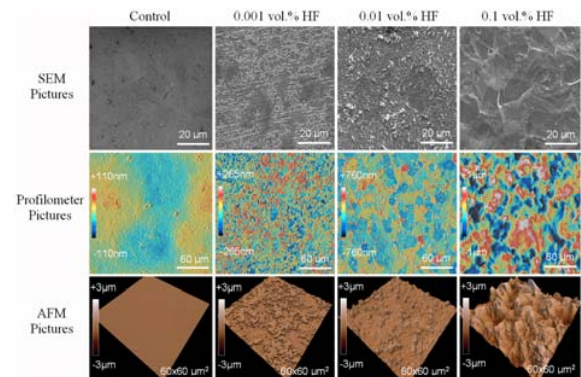 Control 0.001 vol.% HF 0.01 vol.% HF 0.1 vol.% HF
SEM
Pictures
20 µm 20 µm 20 µm 20 µm
Profilometer
Pictures
+110nm -110nm 60 µm
+265nm -265nm 60 µm
+760nm -760nm 60 µm
+3µm -3µm 60x60 µm²
+3µm -3µm 60x60 µm²
+3µm -3µm 60x60 µm²
+3µm -3µm 60x60 µm²
AFM
Pictures